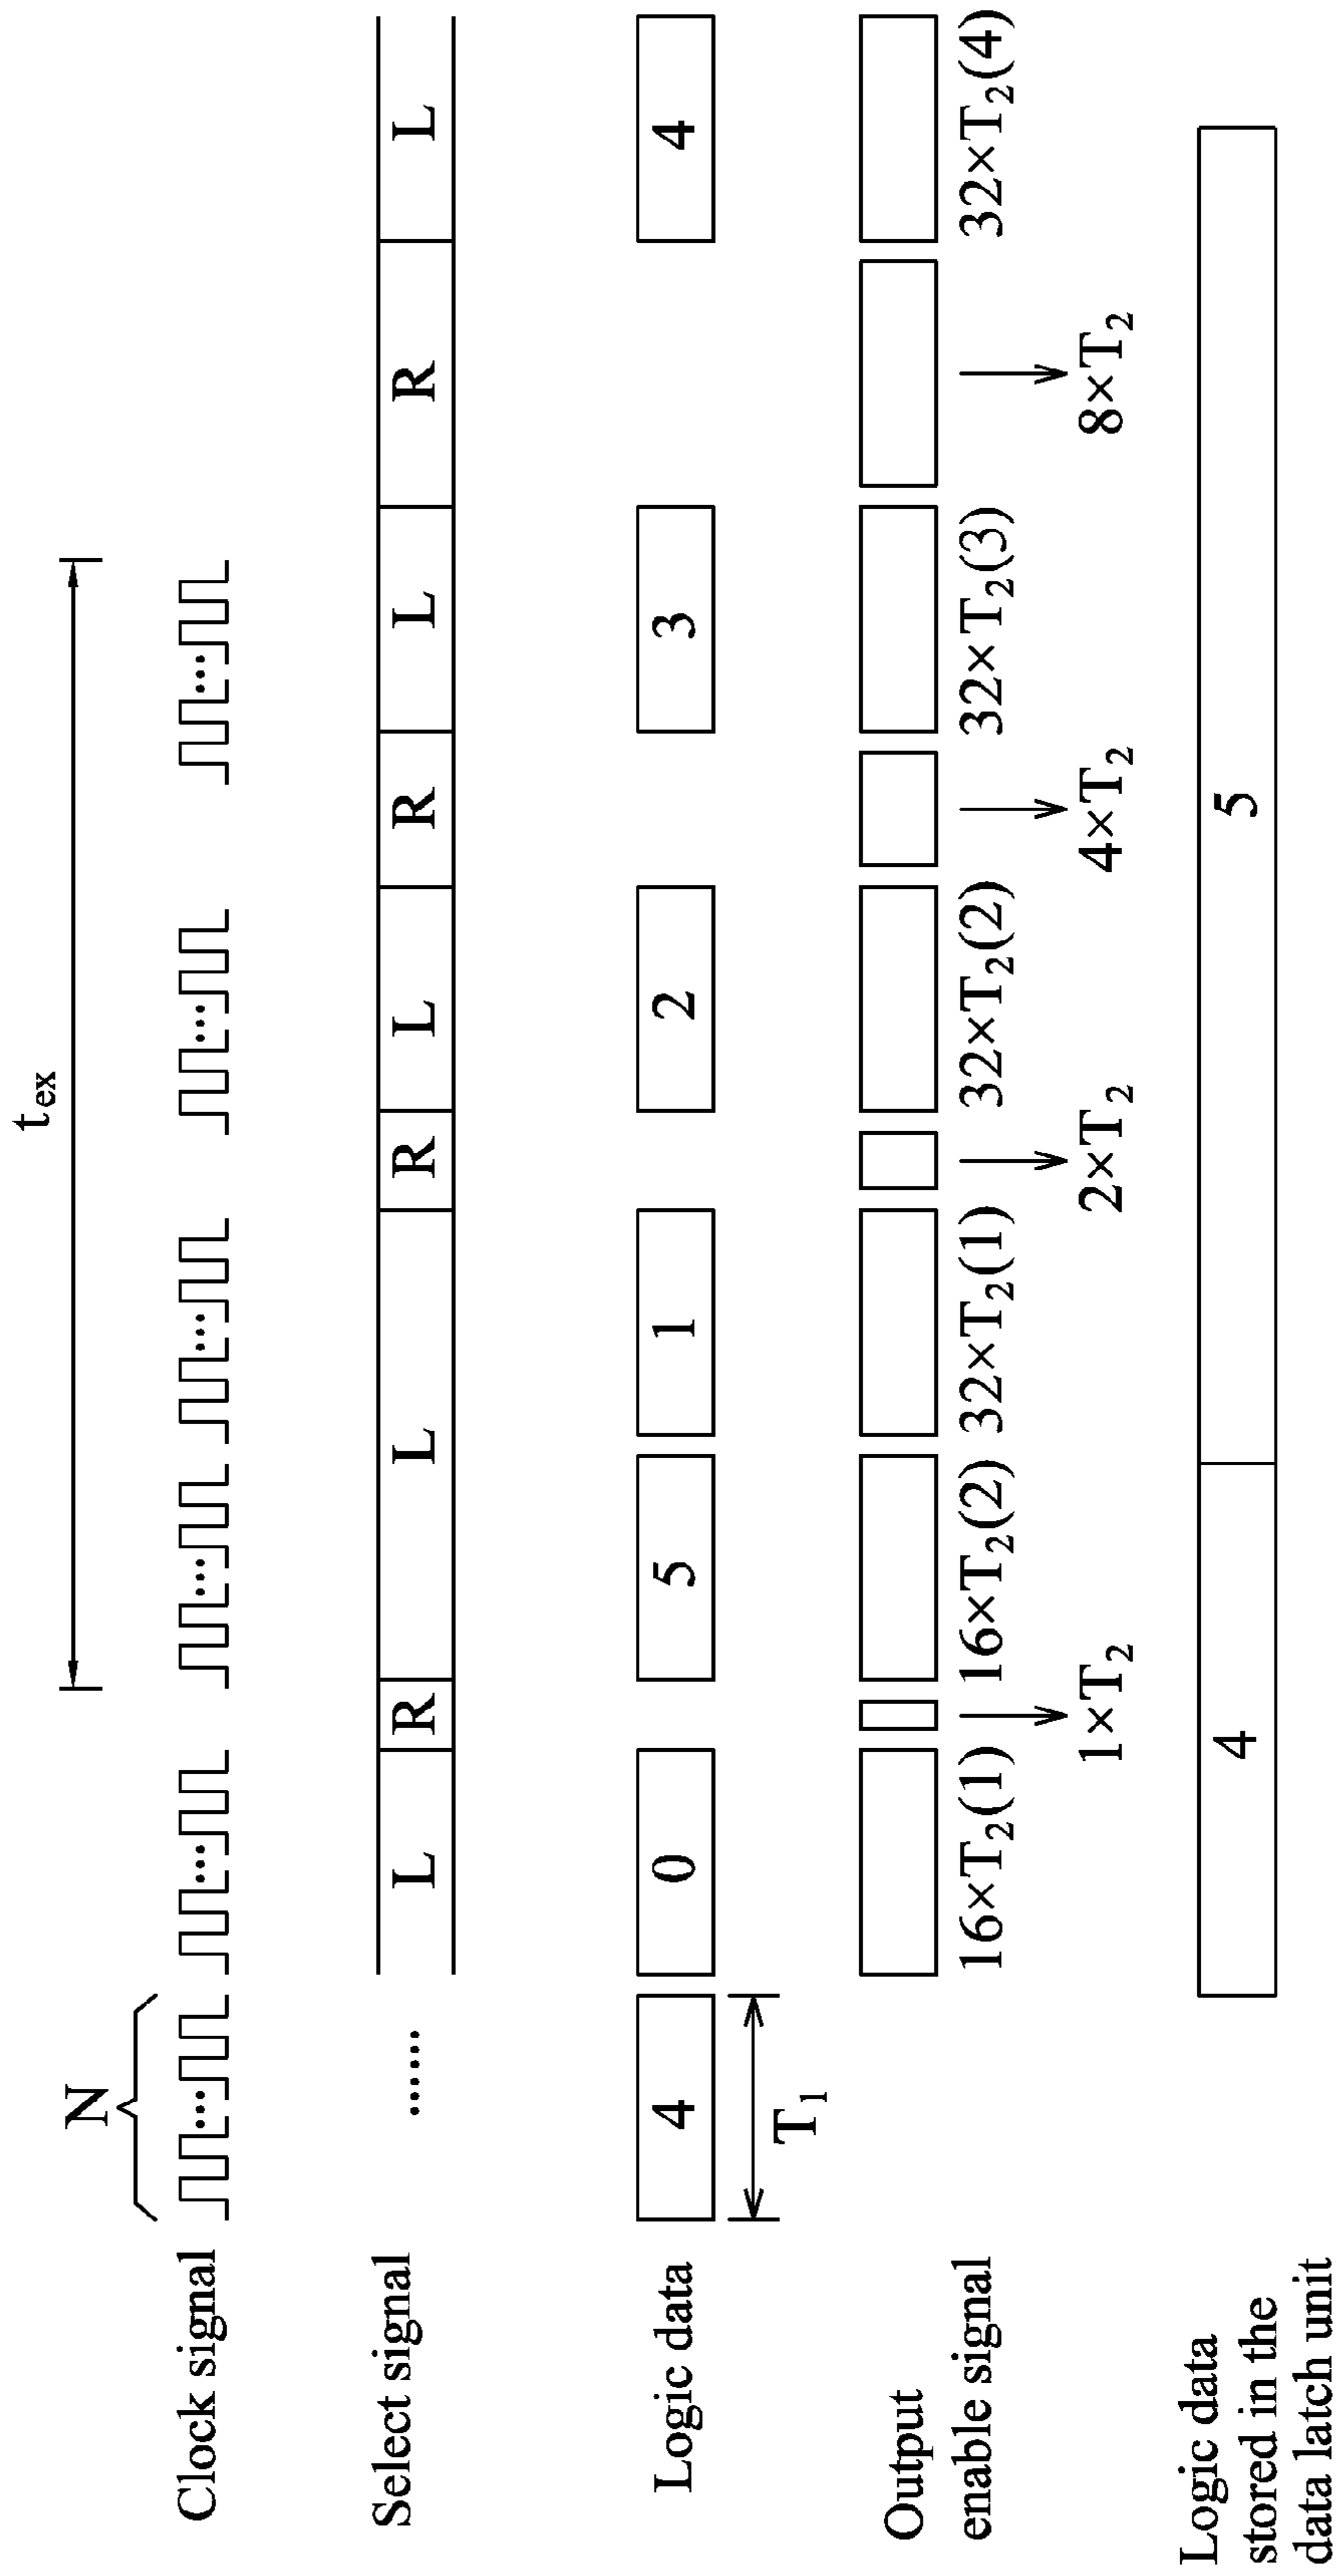 t_ex
N
Clock signal
Select signal
......
L
R
L
R
L
R
L
R
L
Logic data
4
0
5
1
2
3
4
T_1
Output
enable signal
16×T_2(1)
16×T_2(2)
32×T_2(1)
32×T_2(2)
32×T_2(3)
32×T_2(4)
1×T_2
2×T_2
4×T_2
8×T_2
Logic data
stored in the
data latch unit
4
5